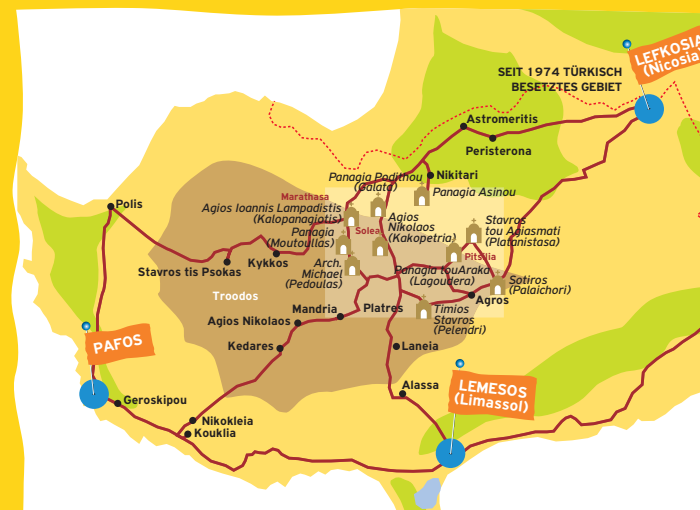 LEFKOSIA
(Nicosia)
SEIT 1974 TÜRKISCH
BESETZTES GEBIET
Astromeritis
Peristerona
Panagia Podithou
(Galata)
Nikitari
Panagia Asinou
Marathasa
Agios Ioannis Lampadistis
(Kalopanagiotis)
Polis
Agios
Nikolaos
(Kakopetria)
Stavros
tou Agiasmati
(Platanistasa)
Panagia
(Moutoullas)
Solea
Pitsilia
Stavros tis Psokas
Kykkos
Arch.
Michael
(Pedoulas)
Panagia touAraka
(Lagoudera)
Sotiros
(Palaichori)
Troodos
Agros
Mandria
Platres
Timios
Stavros
(Pelendri)
Agios Nikolaos
PAFOS
Kedares
Laneia
Alassa
LEMESOS
(Limassol)
Geroskipou
Nikokleia
Kouklia